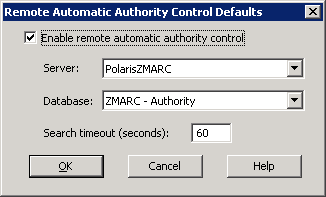 Remote Automatic Authority Control Defaults
Enable remote automatic authority control
Server: PolarisZMARC
Database: ZMARC - Authority
Search timeout (seconds): 60
OK Cancel Help